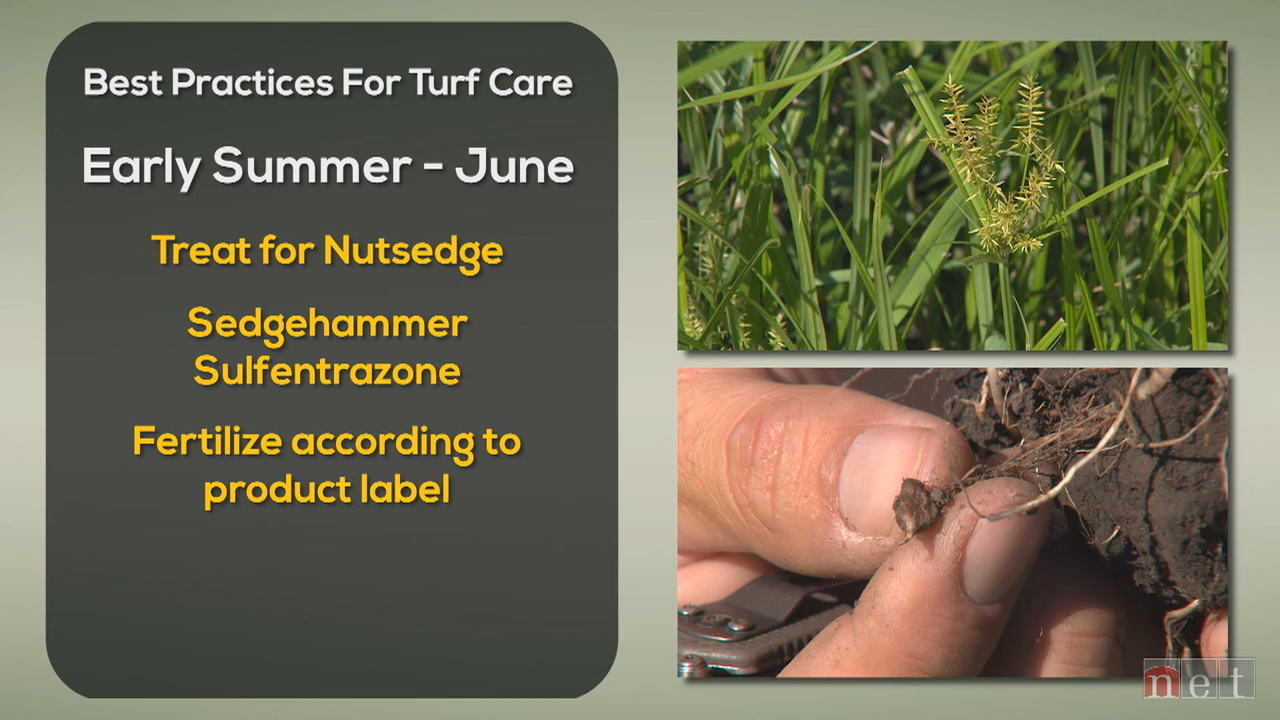 Best Practices For Turf Care
Early Summer - June
Treat for Nutsedge
Sedgehammer
Sulfentrazone
Fertilize according to
product label
net